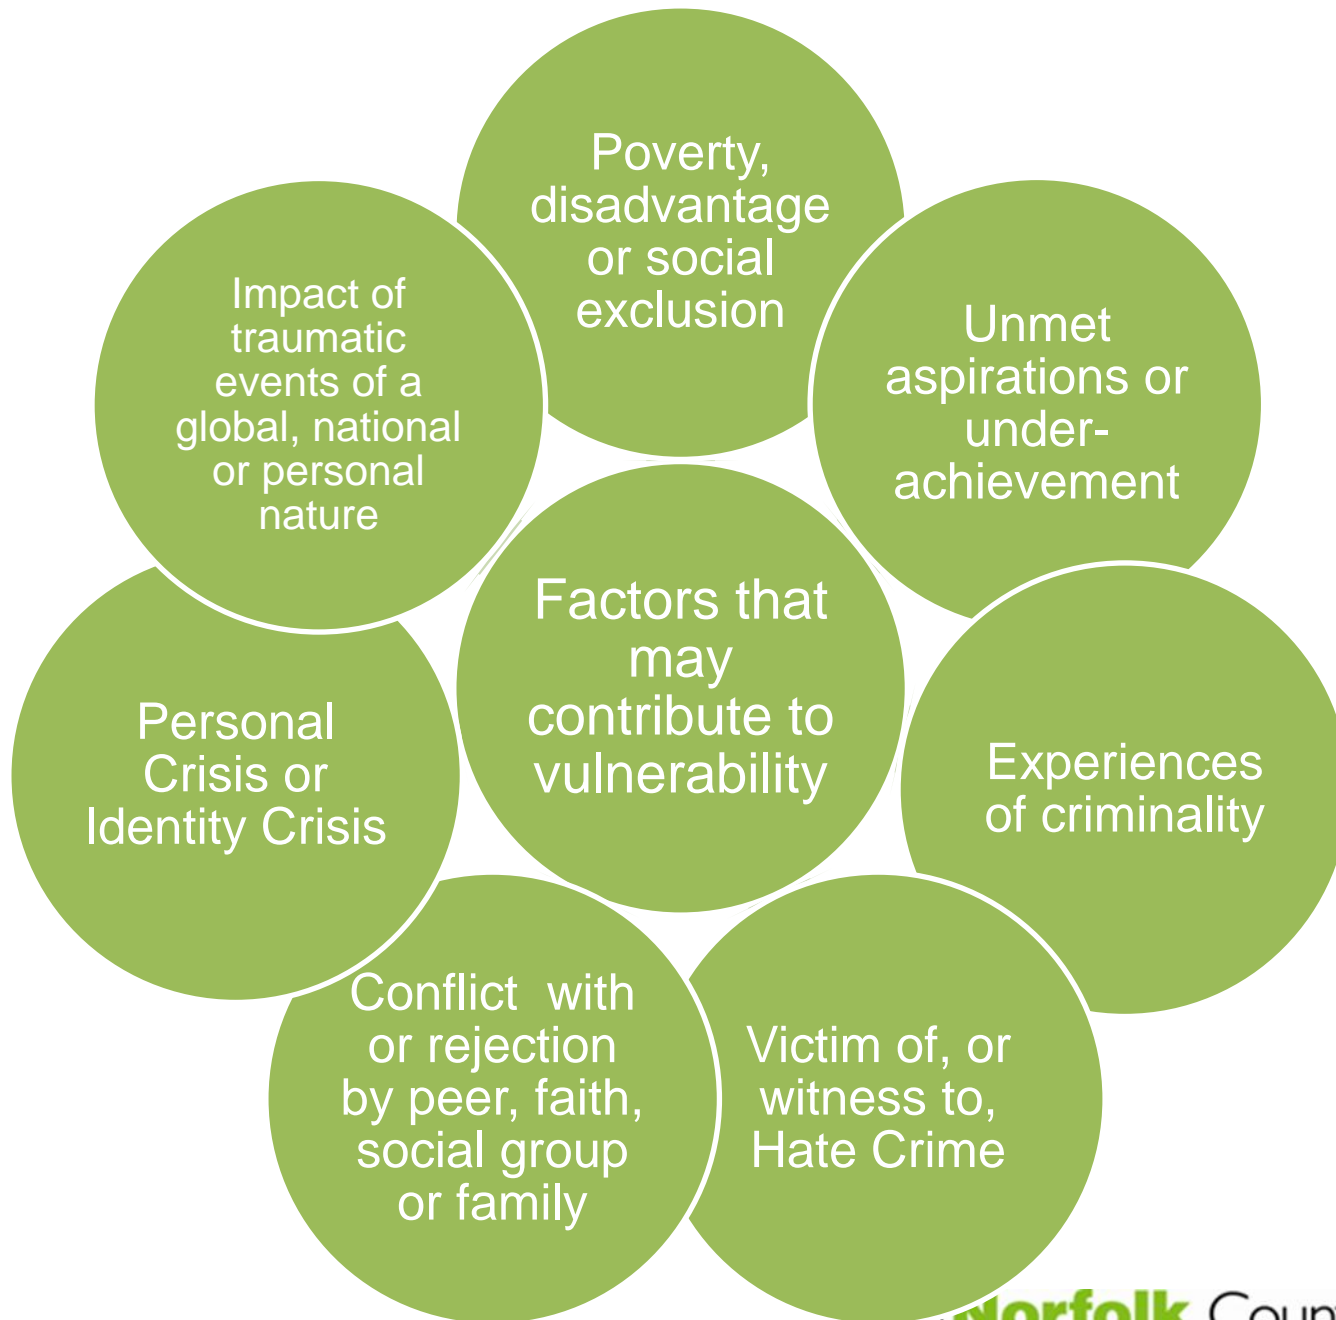 Poverty,
disadvantage
or social
exclusion
Unmet
aspirations or
under-
achievement
Experiences
of criminality
Victim of, or
witness to,
Hate Crime
Conflict  with
or rejection
by peer, faith,
social group
or family
Personal
Crisis or
Identity Crisis
Impact of
traumatic
events of a
global, national
or personal
nature
Factors that
may
contribute to
vulnerability
Norfolk